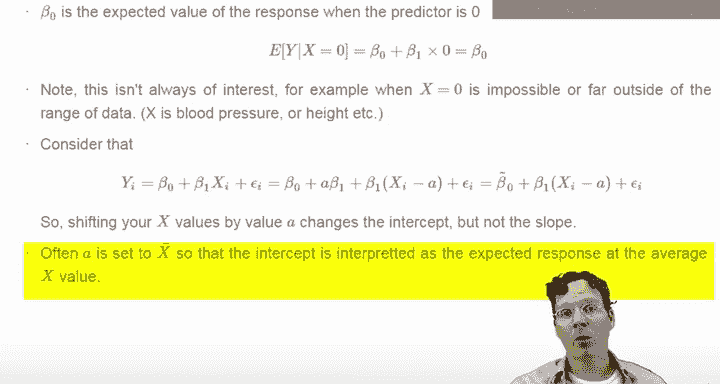 · β₀ is the expected value of the response when the predictor is 0
E[Y|X = 0] = β₀ + β₁ × 0 = β₀
· Note, this isn't always of interest, for example when X = 0 is impossible or far outside of the
range of data. (X is blood pressure, or height etc.)
· Consider that
Yᵢ = β₀ + β₁Xᵢ + ϵᵢ = β₀ + aβ₁ + β₁(Xᵢ − a) + ϵᵢ = β̃₀ + β₁(Xᵢ − a) + ϵᵢ
So, shifting your X values by value a changes the intercept, but not the slope.
· Often a is set to X̄ so that the intercept is interpretted as the expected response at the average
X value.